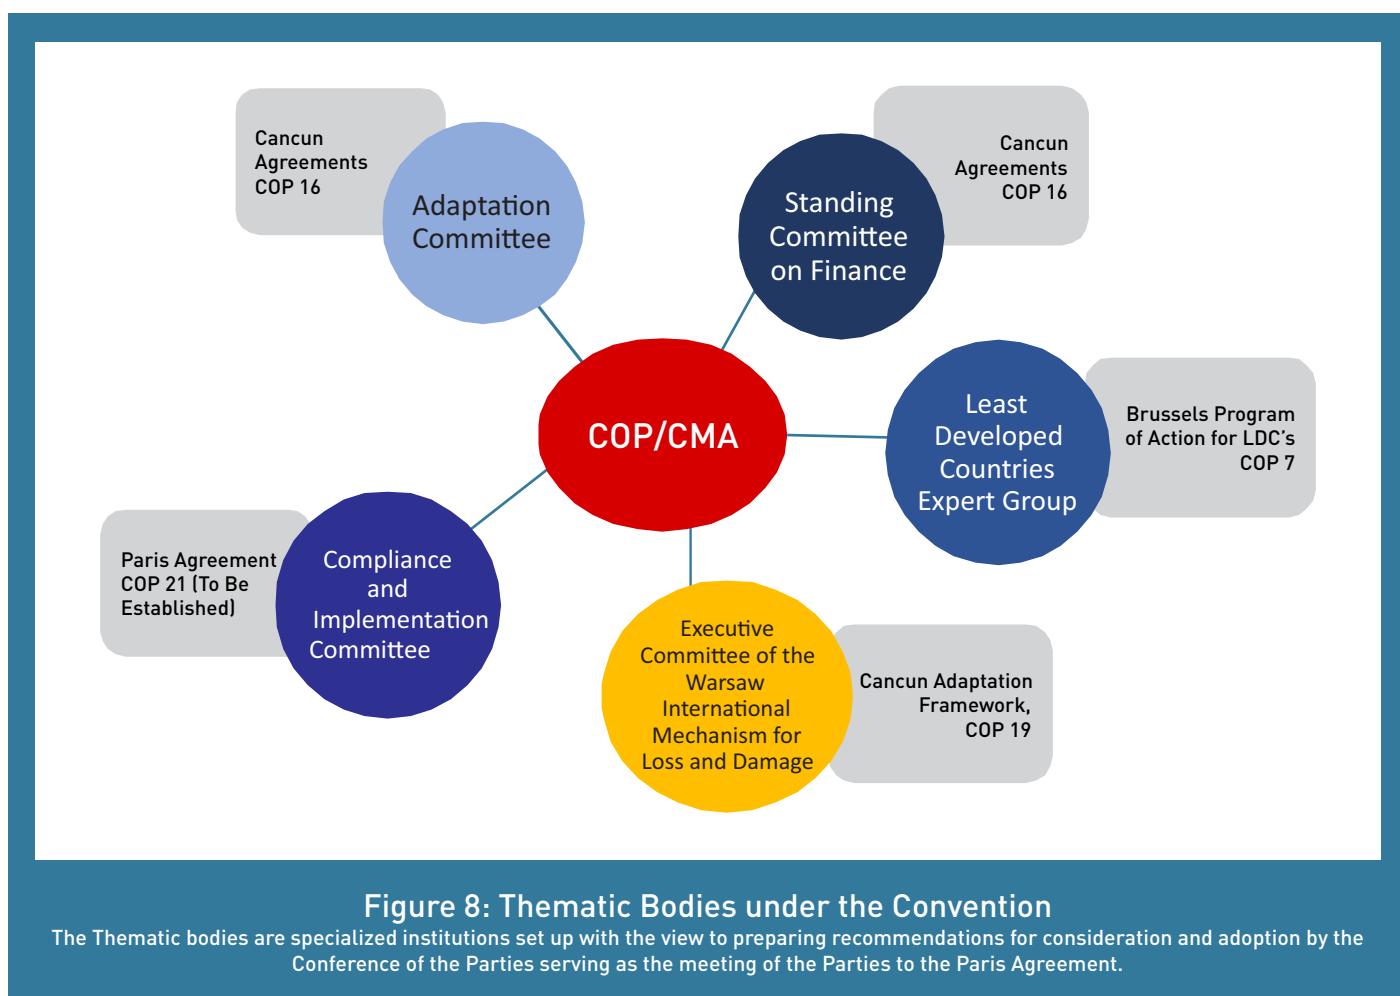 Cancun
Agreements
COP 16
Adaptation
Committee
Standing
Committee
on Finance
Cancun
Agreements
COP 16
COP/CMA
Least
Developed
Countries
Expert Group
Brussels Program
of Action for LDC's
COP 7
Paris Agreement
COP 21 (To Be
Established)
Compliance
and
Implementation
Committee
Executive
Committee of the
Warsaw
International
Mechanism for
Loss and Damage
Cancun Adaptation
Framework,
COP 19
Figure 8: Thematic Bodies under the Convention
The Thematic bodies are specialized institutions set up with the view to preparing recommendations for consideration and adoption by the
Conference of the Parties serving as the meeting of the Parties to the Paris Agreement.